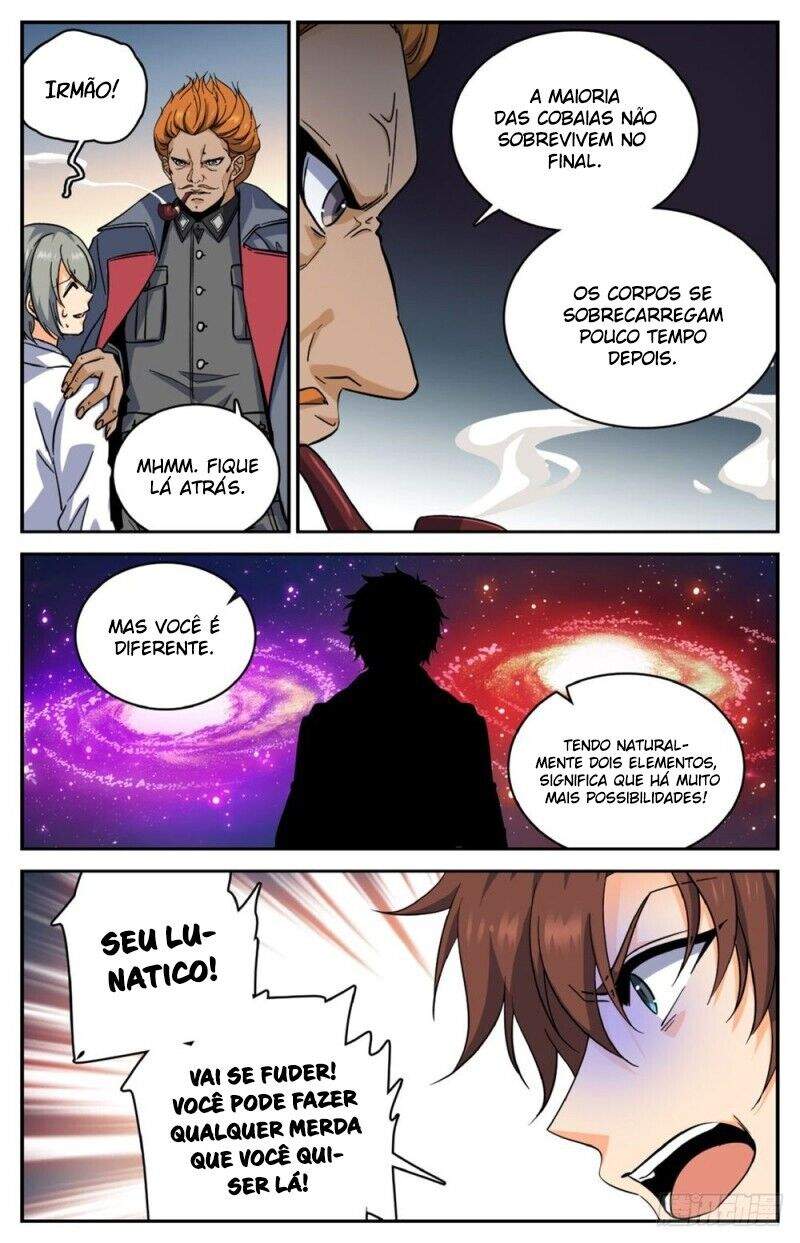 IRMÃO!
MHMM. FIQUE
LÁ ATRÁS.
A MAIORIA
DAS COBAIAS NÃO
SOBREVIVEM NO
FINAL.
OS CORPOS SE
SOBRECARREGAM
POUCO TEMPO
DEPOIS.
MAS VOCÊ É
DIFERENTE.
TENDO NATURAL-
MENTE DOIS ELEMENTOS,
SIGNIFICA QUE HÁ MUITO
MAIS POSSIBILIDADES!
SEU LU-
NATICO!
VAI SE FUDER!
VOCÊ PODE FAZER
QUALQUER MERDA
QUE VOCÊ QUI-
SER LÁ!